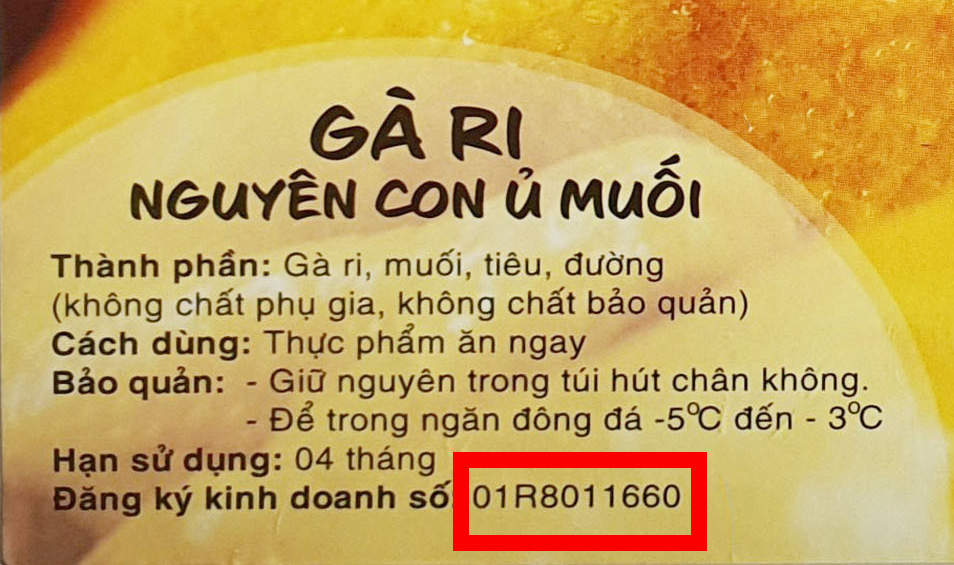 GÀ RI
NGUYÊN CON Ủ MUỐI
Thành phần: Gà ri, muối, tiêu, đường
(không chất phụ gia, không chất bảo quản)
Cách dùng: Thực phẩm ăn ngay
Bảo quản: - Giữ nguyên trong túi hút chân không.
- Để trong ngăn đông đá -5⁰C đến - 3⁰C
Hạn sử dụng: 04 tháng
Đăng ký kinh doanh số: 01R8011660